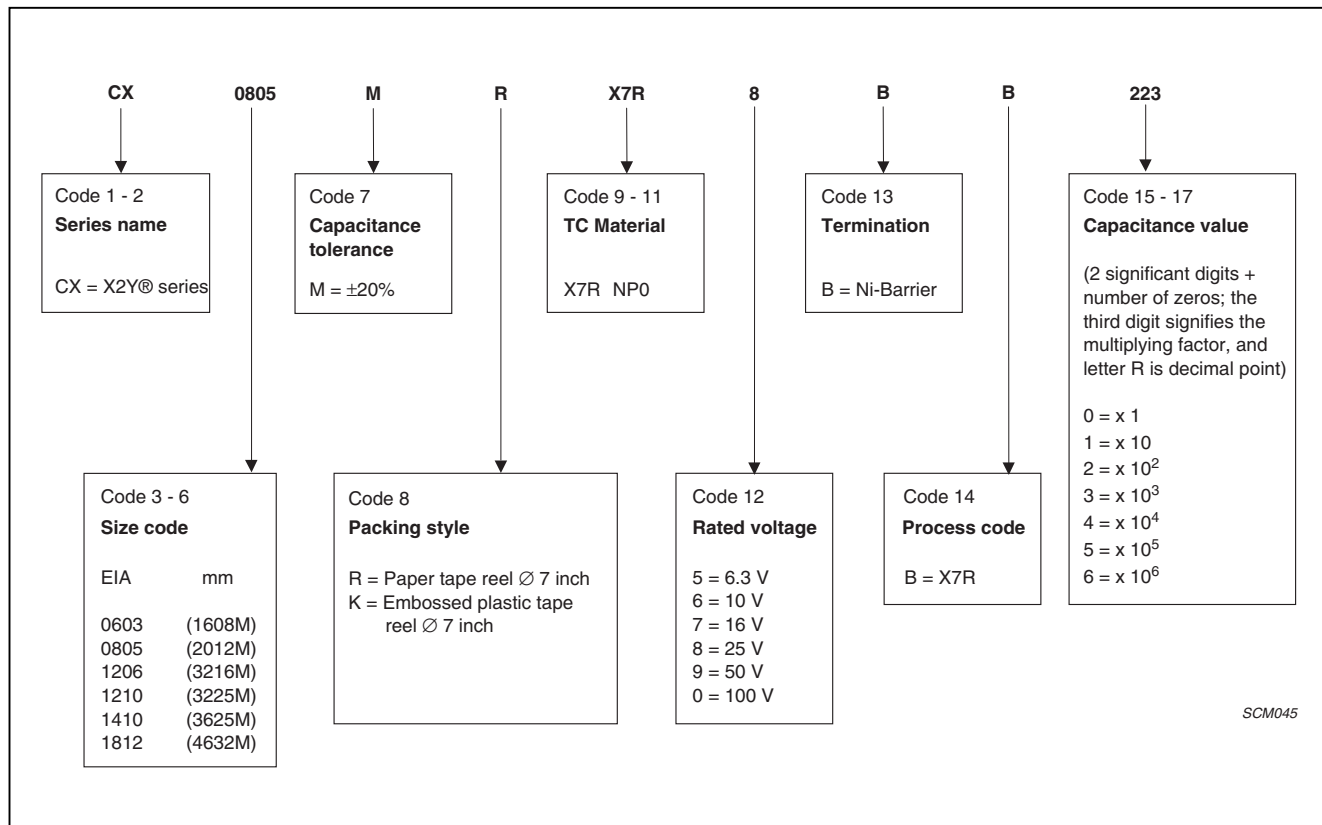 CX 0805 M R X7R 8 B B 223
Code 1 - 2
Series name
CX = X2Y® series
Code 7
Capacitance
tolerance
M = ±20%
Code 9 - 11
TC Material
X7R NP0
Code 13
Termination
B = Ni-Barrier
Code 15 - 17
Capacitance value
(2 significant digits +
number of zeros; the
third digit signifies the
multiplying factor, and
letter R is decimal point)
0 = x 1
1 = x 10
2 = x 10²
3 = x 10³
4 = x 10⁴
5 = x 10⁵
6 = x 10⁶
Code 3 - 6
Size code
EIA mm
0603 (1608M)
0805 (2012M)
1206 (3216M)
1210 (3225M)
1410 (3625M)
1812 (4632M)
Code 8
Packing style
R = Paper tape reel ∅ 7 inch
K = Embossed plastic tape
reel ∅ 7 inch
Code 12
Rated voltage
5 = 6.3 V
6 = 10 V
7 = 16 V
8 = 25 V
9 = 50 V
0 = 100 V
Code 14
Process code
B = X7R
SCM045